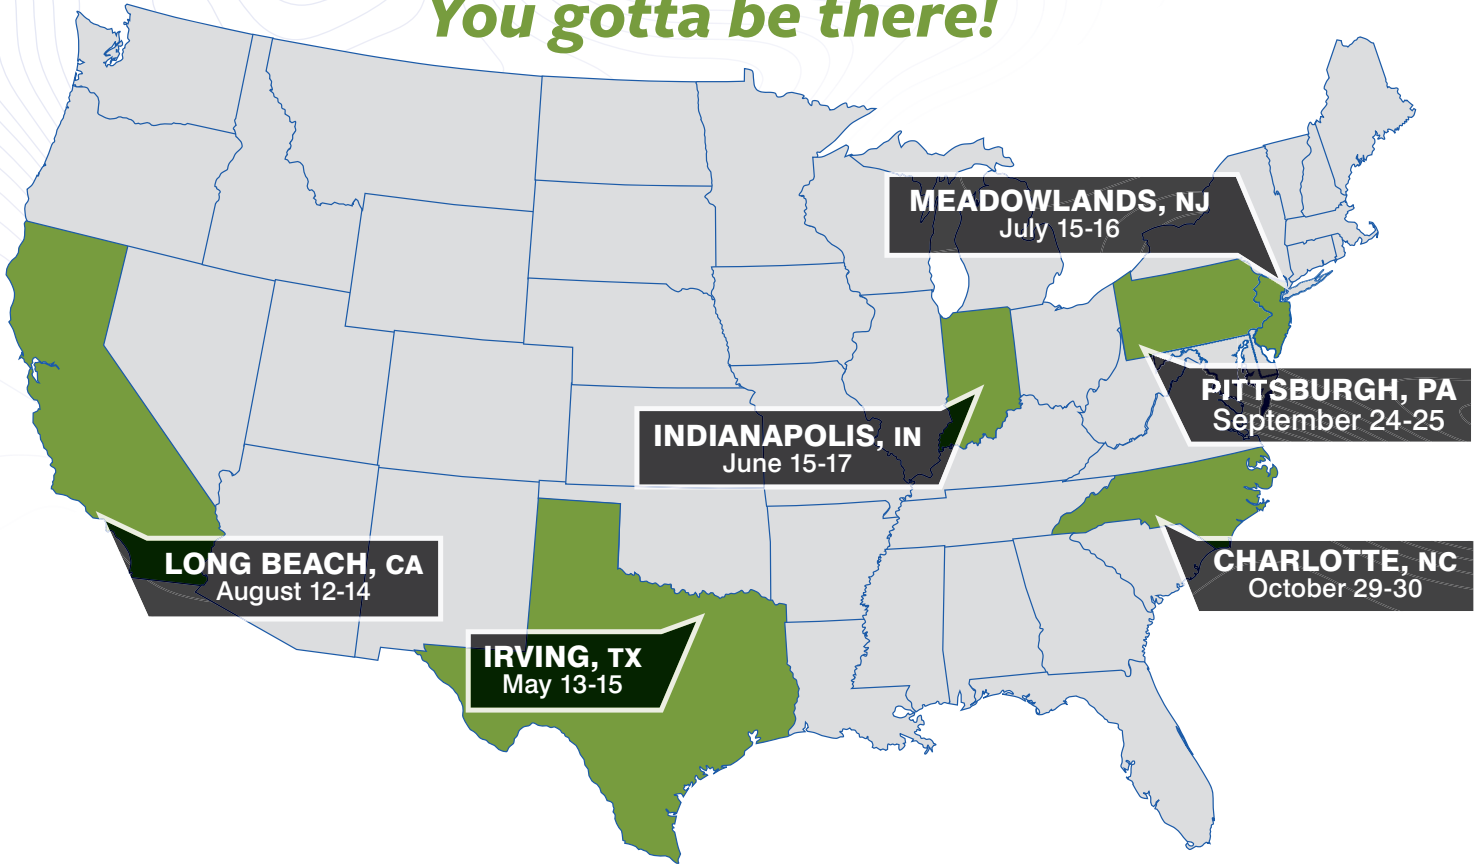 You gotta be there!
MEADOWLANDS, NJ
July 15-16
PITTSBURGH, PA
September 24-25
INDIANAPOLIS, IN
June 15-17
LONG BEACH, CA
August 12-14
CHARLOTTE, NC
October 29-30
IRVING, TX
May 13-15